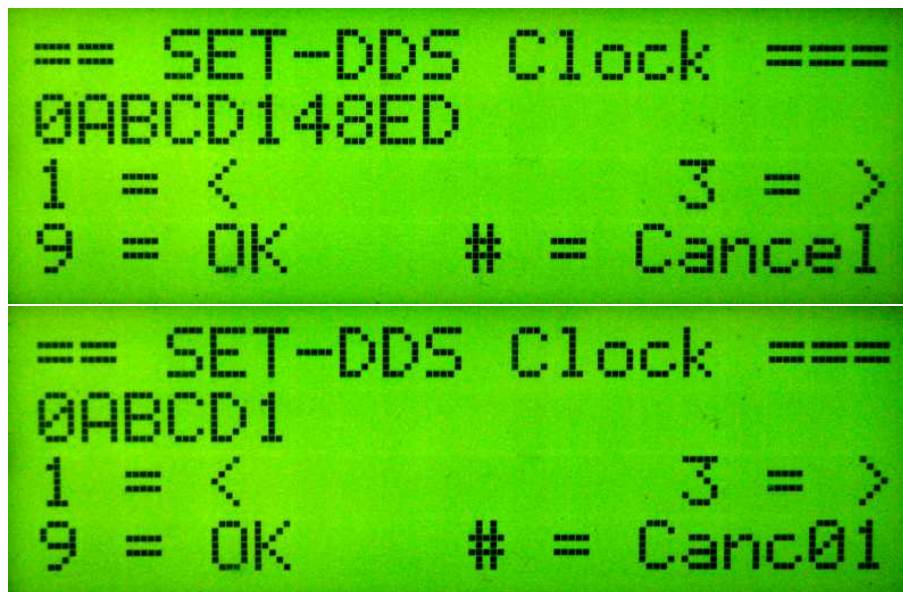 == SET-DDS Clock ===
0ABCD148ED
1 = < 3 = >
9 = OK # = Cancel
== SET-DDS Clock ===
0ABCD1
1 = < 3 = >
9 = OK # = Canc01